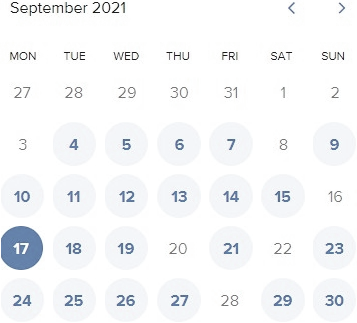 September 2021
MON TUE WED THU FRI SAT SUN
27 28 29 30 31 1 2
3 4 5 6 7 8 9
10 11 12 13 14 15 16
17 18 19 20 21 22 23
24 25 26 27 28 29 30